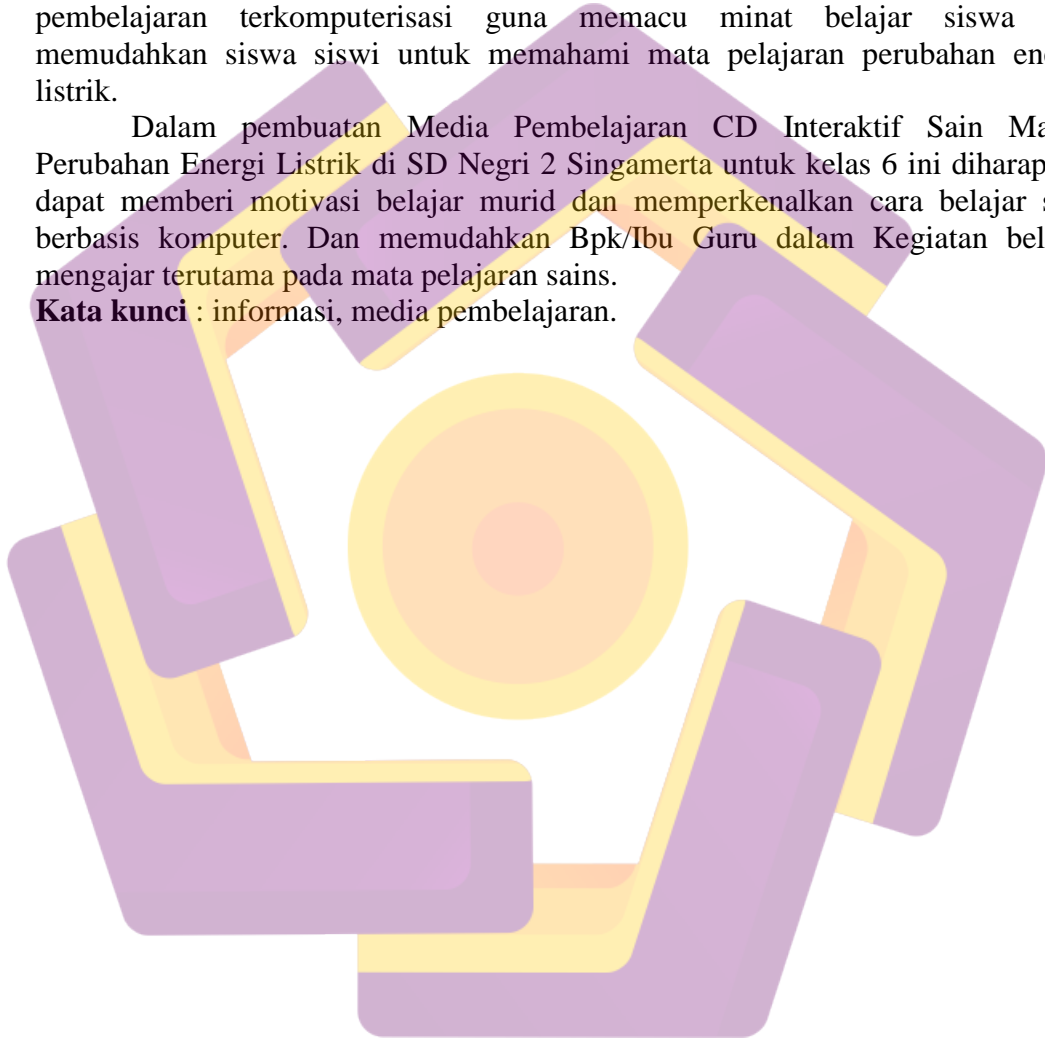 pembelajaran terkomputerisasi guna memacu minat belajar siswa
memudahkan siswa siswi untuk memahami mata pelajaran perubahan
listrik.
Dalam pembuatan Media Pembelajaran CD Interaktif Sain
Perubahan Energi Listrik di SD Negri 2 Singamerta untuk kelas 6 ini
dapat memberi motivasi belajar murid dan memperkenalkan cara belajar
berbasis komputer. Dan memudahkan Bpk/Ibu Guru dalam Kegiatan
mengajar terutama pada mata pelajaran sains.
Kata kunci : informasi, media pembelajaran.